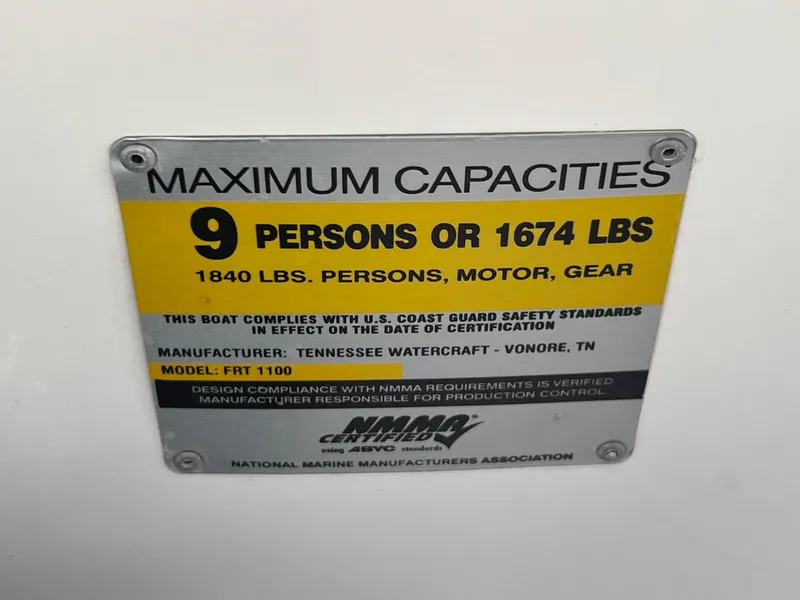 MAXIMUM CAPACITIES
9 PERSONS OR 1674 LBS
1840 LBS. PERSONS, MOTOR, GEAR
THIS BOAT COMPLIES WITH U.S. COAST GUARD SAFETY STANDARDS
IN EFFECT ON THE DATE OF CERTIFICATION
MANUFACTURER: TENNESSEE WATERCRAFT - VONORE, TN
MODEL: FRT 1100
DESIGN COMPLIANCE WITH NMMA REQUIREMENTS IS VERIFIED.
MANUFACTURER RESPONSIBLE FOR PRODUCTION CONTROL.
NMMA®
CERTIFIED
using ABYC standards
NATIONAL MARINE MANUFACTURERS ASSOCIATION